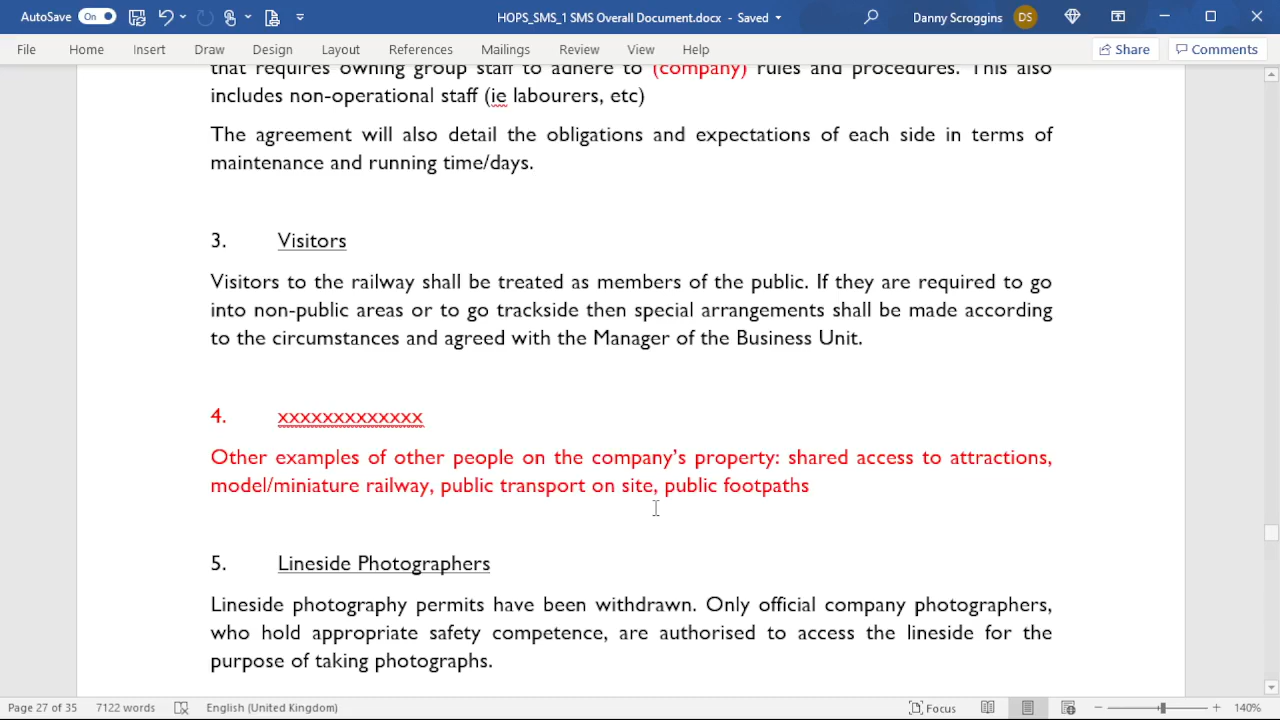 AutoSave On HOPS_SMS_1 SMS Overall Document.docx - Saved Danny Scroggins DS
File Home Insert Draw Design Layout References Mailings Review View Help Share Comments
that requires owning group staff to adhere to (company) rules and procedures. This also
includes non-operational staff (ie labourers, etc)
The agreement will also detail the obligations and expectations of each side in terms of
maintenance and running time/days.
3. Visitors
Visitors to the railway shall be treated as members of the public. If they are required to go
into non-public areas or to go trackside then special arrangements shall be made according
to the circumstances and agreed with the Manager of the Business Unit.
4. xxxxxxxxxxxxx
Other examples of other people on the company's property: shared access to attractions,
model/miniature railway, public transport on site, public footpaths
5. Lineside Photographers
Lineside photography permits have been withdrawn. Only official company photographers,
who hold appropriate safety competence, are authorised to access the lineside for the
purpose of taking photographs.
Page 27 of 35 7122 words English (United Kingdom) Focus 140%